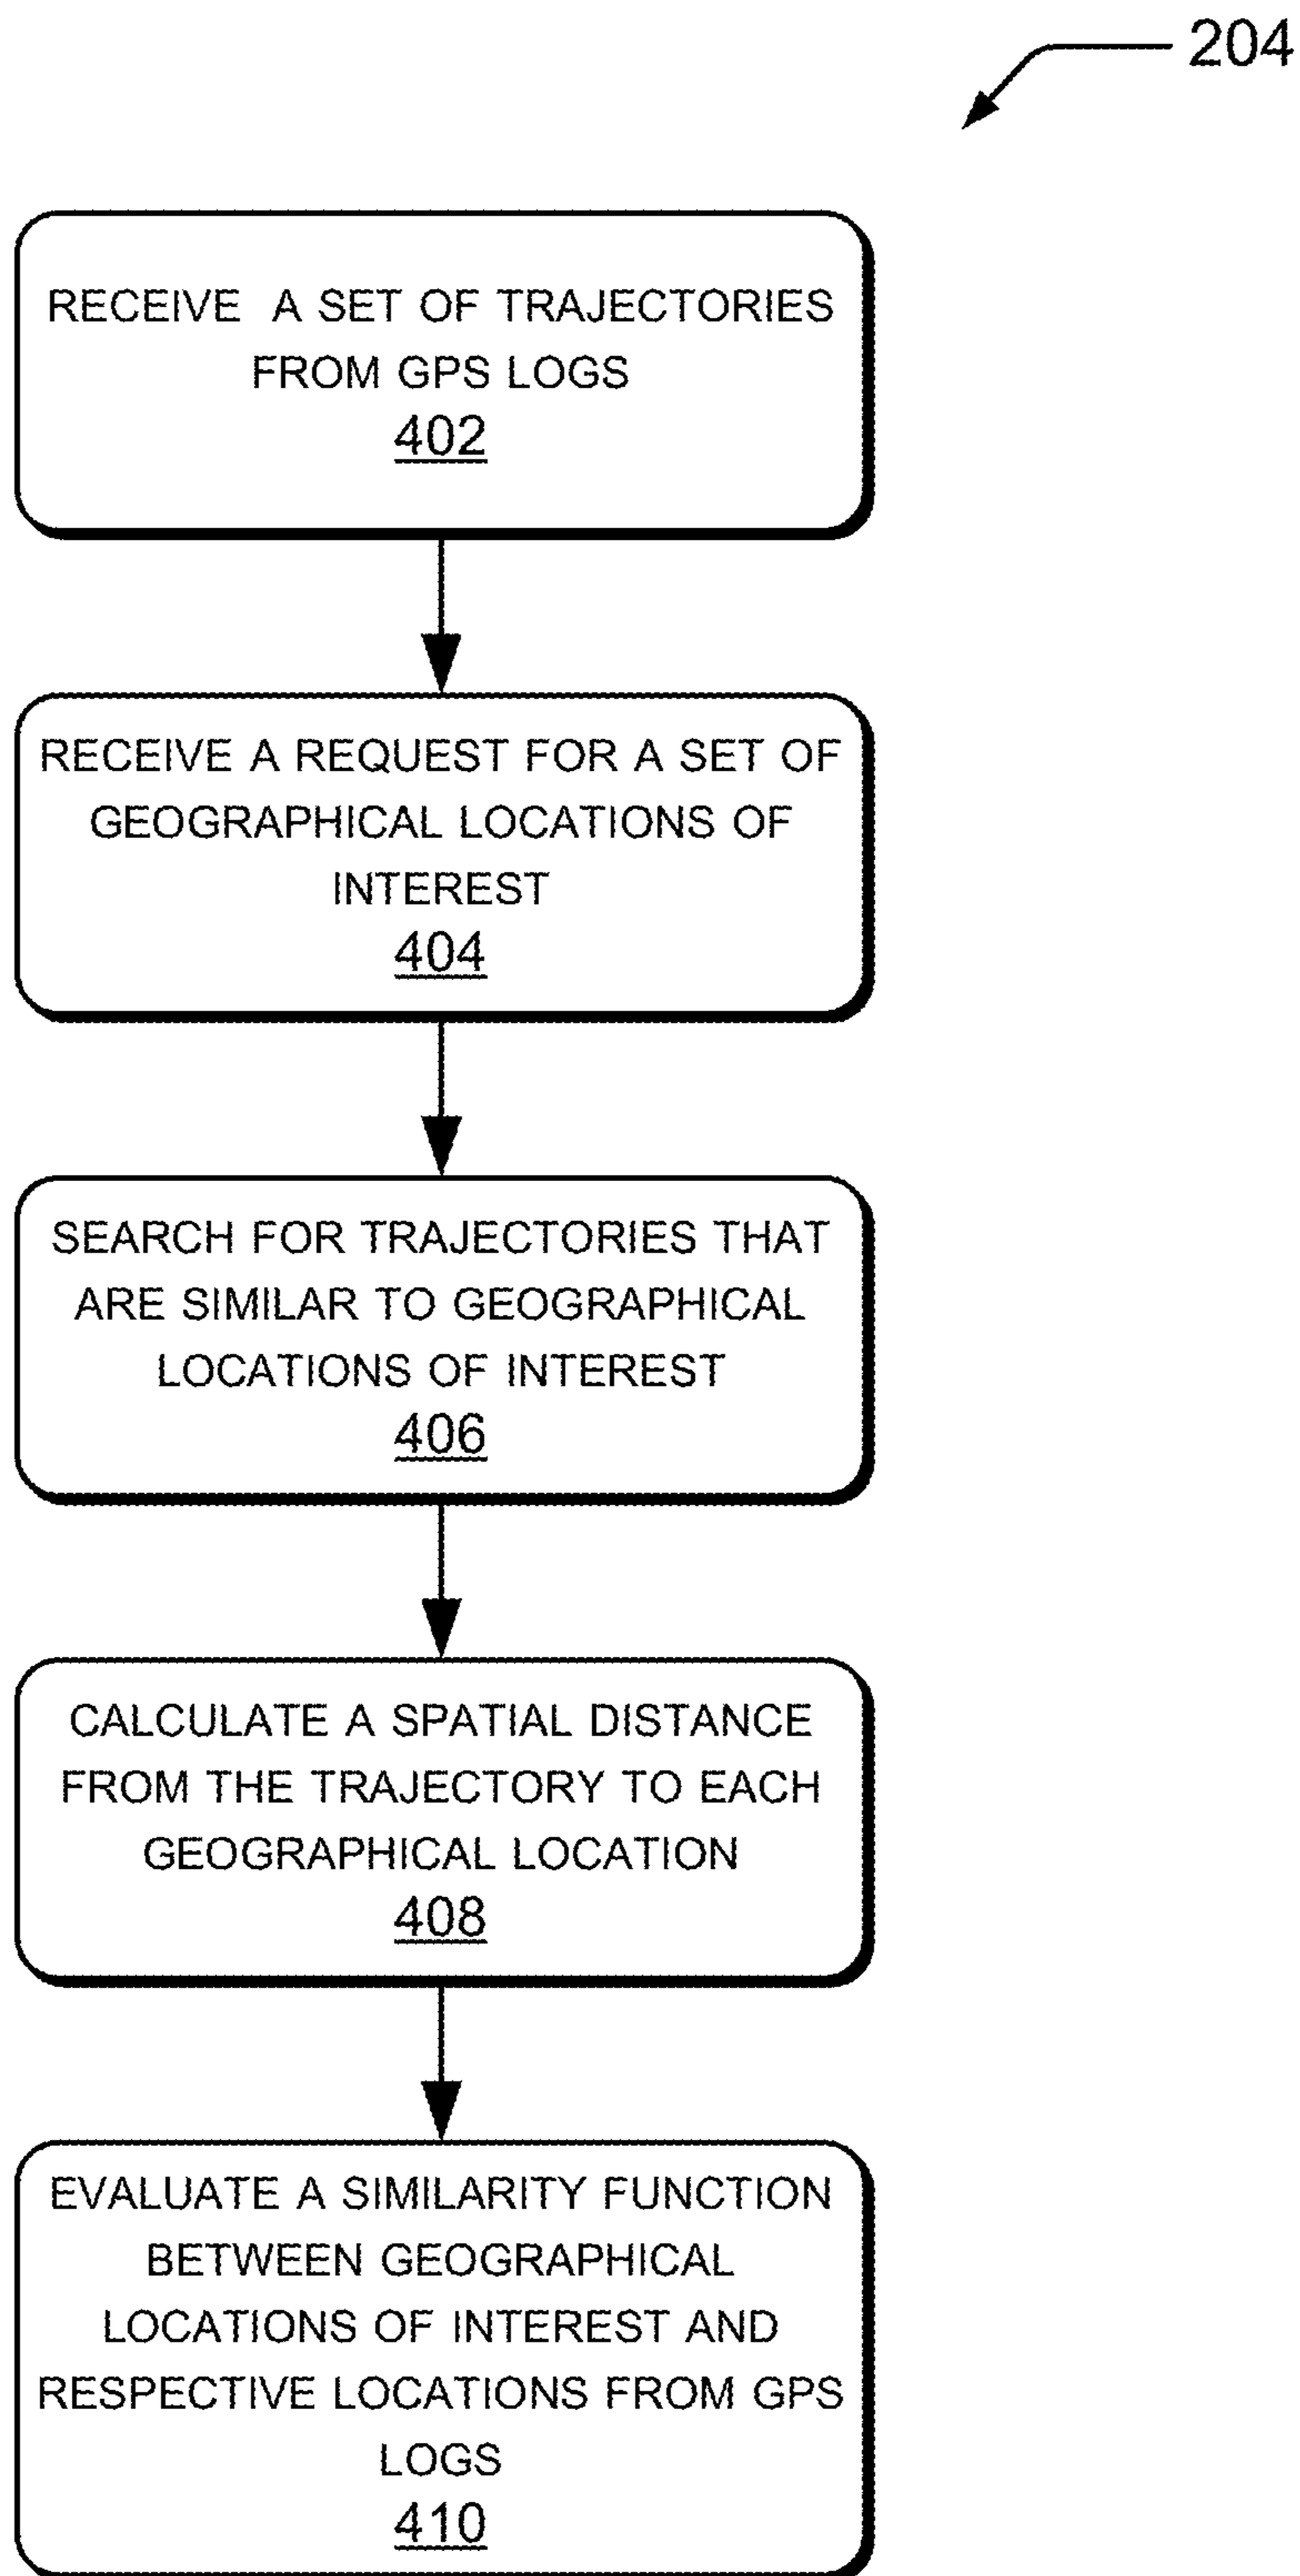 204
RECEIVE A SET OF TRAJECTORIES
FROM GPS LOGS
402
RECEIVE A REQUEST FOR A SET OF
GEOGRAPHICAL LOCATIONS OF
INTEREST
404
SEARCH FOR TRAJECTORIES THAT
ARE SIMILAR TO GEOGRAPHICAL
LOCATIONS OF INTEREST
406
CALCULATE A SPATIAL DISTANCE
FROM THE TRAJECTORY TO EACH
GEOGRAPHICAL LOCATION
408
EVALUATE A SIMILARITY FUNCTION
BETWEEN GEOGRAPHICAL
LOCATIONS OF INTEREST AND
RESPECTIVE LOCATIONS FROM GPS
LOGS
410